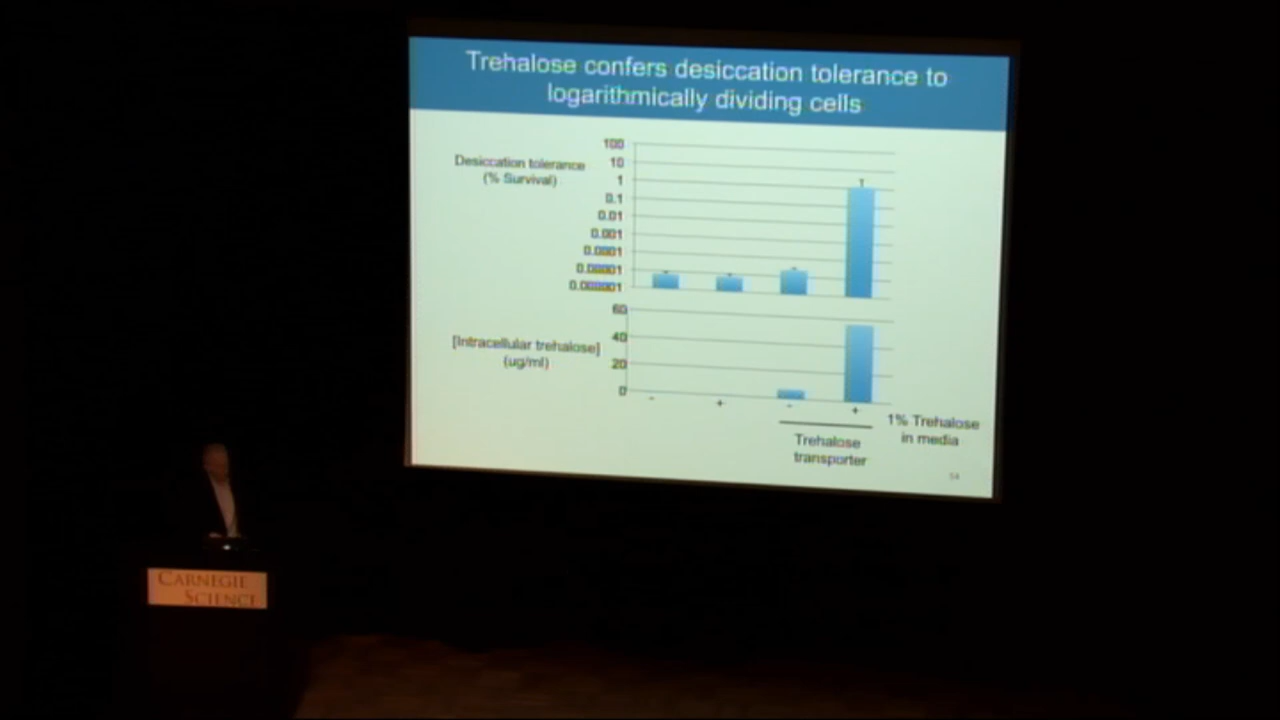 Trehalose confers desiccation tolerance to
logarithmically dividing cells
Desiccation tolerance
(% Survival)
100
10
1
0.1
0.01
0.001
0.0001
0.00001
0.000001
[Intracellular trehalose]
(ug/ml)
60
40
20
0
- + - +
1% Trehalose
in media
Trehalose
transporter
54
CARNEGIE
SCIENCE